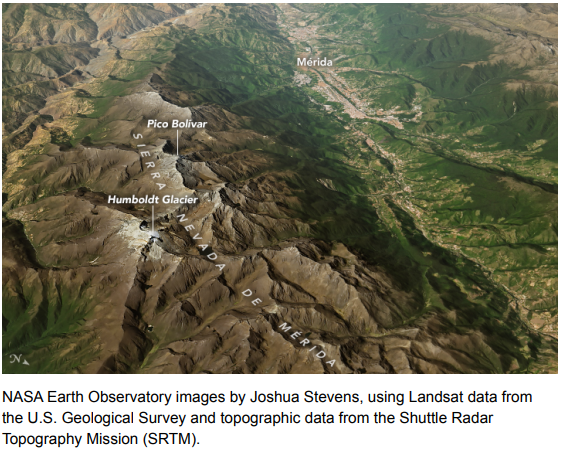 Mérida
Pico Bolívar
Humboldt Glacier
SIERRA NEVADA DE MÉRIDA
N
NASA Earth Observatory images by Joshua Stevens, using Landsat data from
the U.S. Geological Survey and topographic data from the Shuttle Radar
Topography Mission (SRTM).